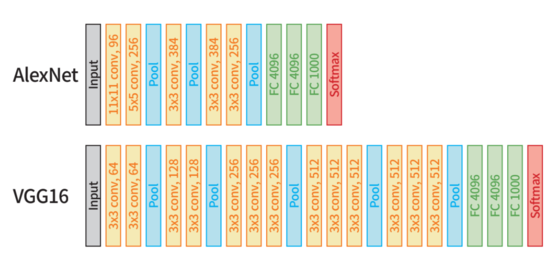 AlexNet
Input
11x11 conv, 96
5x5 conv, 256
Pool
3x3 conv, 384
Pool
3x3 conv, 384
3x3 conv, 256
Pool
FC 4096
FC 4096
FC 1000
Softmax
VGG16
Input
3x3 conv, 64
3x3 conv, 64
Pool
3x3 conv, 128
3x3 conv, 128
Pool
3x3 conv, 256
3x3 conv, 256
3x3 conv, 256
Pool
3x3 conv, 512
3x3 conv, 512
3x3 conv, 512
Pool
3x3 conv, 512
3x3 conv, 512
3x3 conv, 512
Pool
FC 4096
FC 4096
FC 1000
Softmax